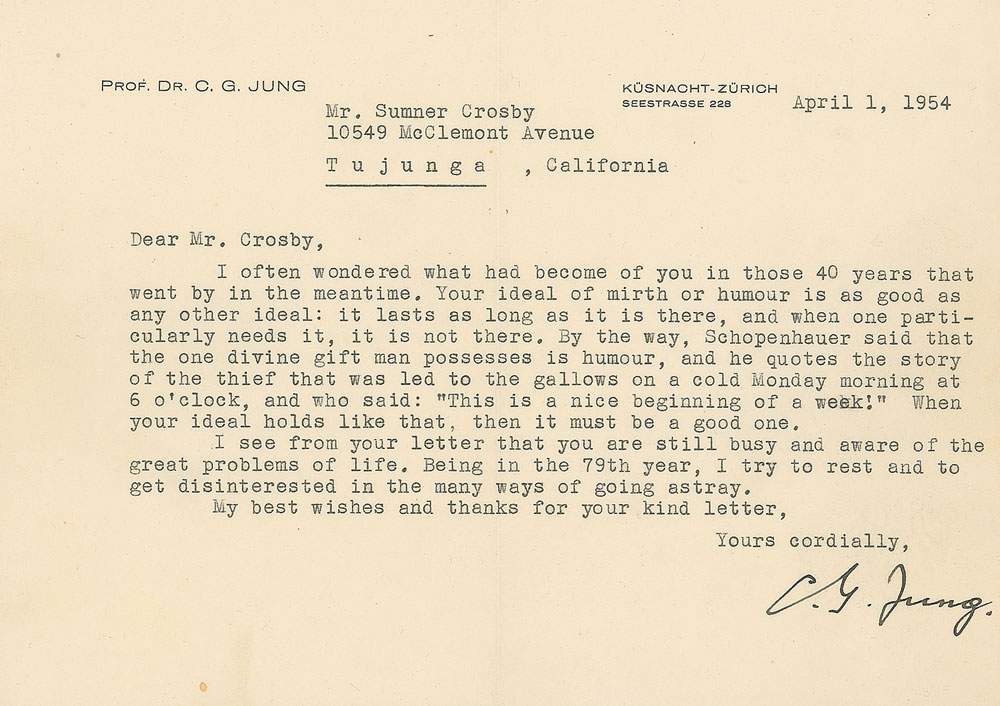 PROF. DR. C. G. JUNG
KÜSNACHT-ZÜRICH
SEESTRASSE 228
April 1, 1954
Mr. Sumner Crosby
10549 McClemont Avenue
T u j u n g a , California
Dear Mr. Crosby,
I often wondered what had become of you in those 40 years that
went by in the meantime. Your ideal of mirth or humour is as good as
any other ideal: it lasts as long as it is there, and when one parti-
cularly needs it, it is not there. By the way, Schopenhauer said that
the one divine gift man possesses is humour, and he quotes the story
of the thief that was led to the gallows on a cold Monday morning at
6 o'clock, and who said: "This is a nice beginning of a week!" When
your ideal holds like that, then it must be a good one.
I see from your letter that you are still busy and aware of the
great problems of life. Being in the 79th year, I try to rest and to
get disinterested in the many ways of going astray.
My best wishes and thanks for your kind letter,
Yours cordially,
C. G. Jung.